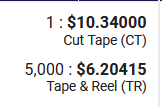 1 : $10.34000
Cut Tape (CT)
5,000 : $6.20415
Tape & Reel (TR)